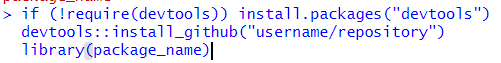 > if (!require(devtools)) install.packages("devtools")
devtools::install_github("username/repository")
library(package_name)